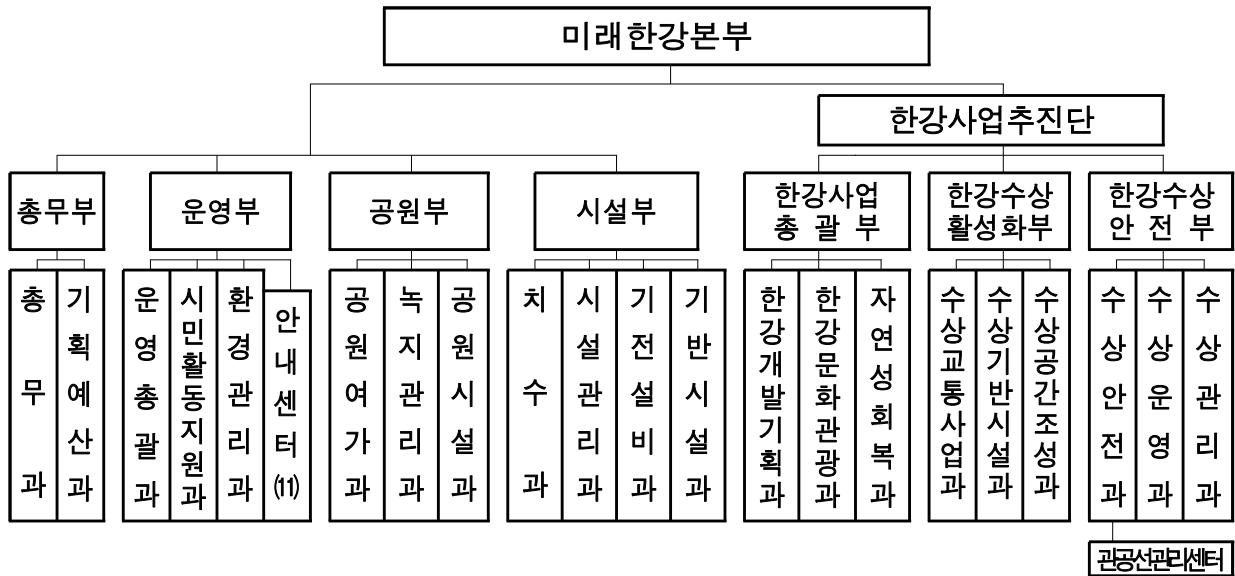 미래한강본부
한강사업추진단
총무부
운영부
공원부
시설부
한강사업
총 괄 부
한강수상
활성화부
한강수상
안 전 부
총무과
기획예산과
운영총괄과
시민활동지원과
환경관리과
안내센터(11)
공원여가과
녹지관리과
공원시설과
치수과
시설관리과
기전설비과
기반시설과
한강개발기획과
한강문화관광과
자연성회복과
수상교통사업과
수상기반시설과
수상공간조성과
수상안전과
수상운영과
수상관리과
관공선관리센터